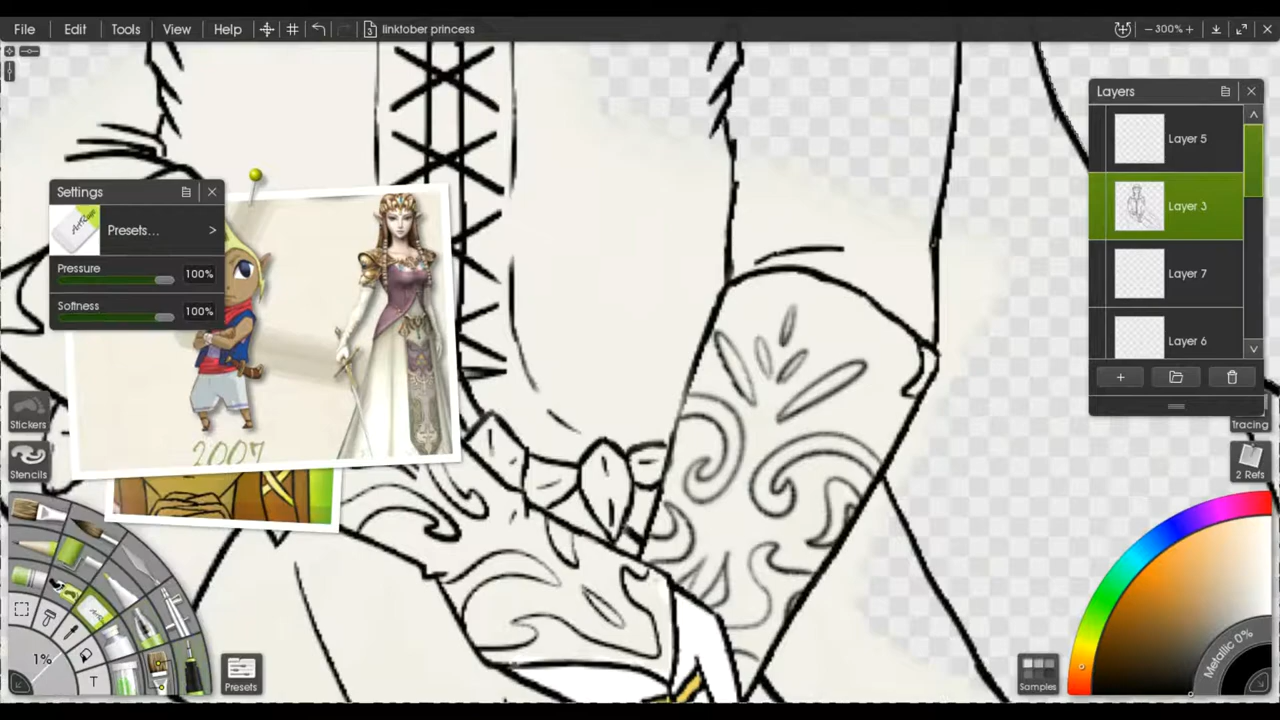 File Edit Tools View Help linktober princess − 300% +
Settings
Presets... >
Pressure 100%
Softness 100%
2007
Layers
Layer 5
Layer 3
Layer 7
Layer 6
+
Stickers
Stencils
Tracing
2 Refs
1%
T
Presets
Samples
Metallic 0%